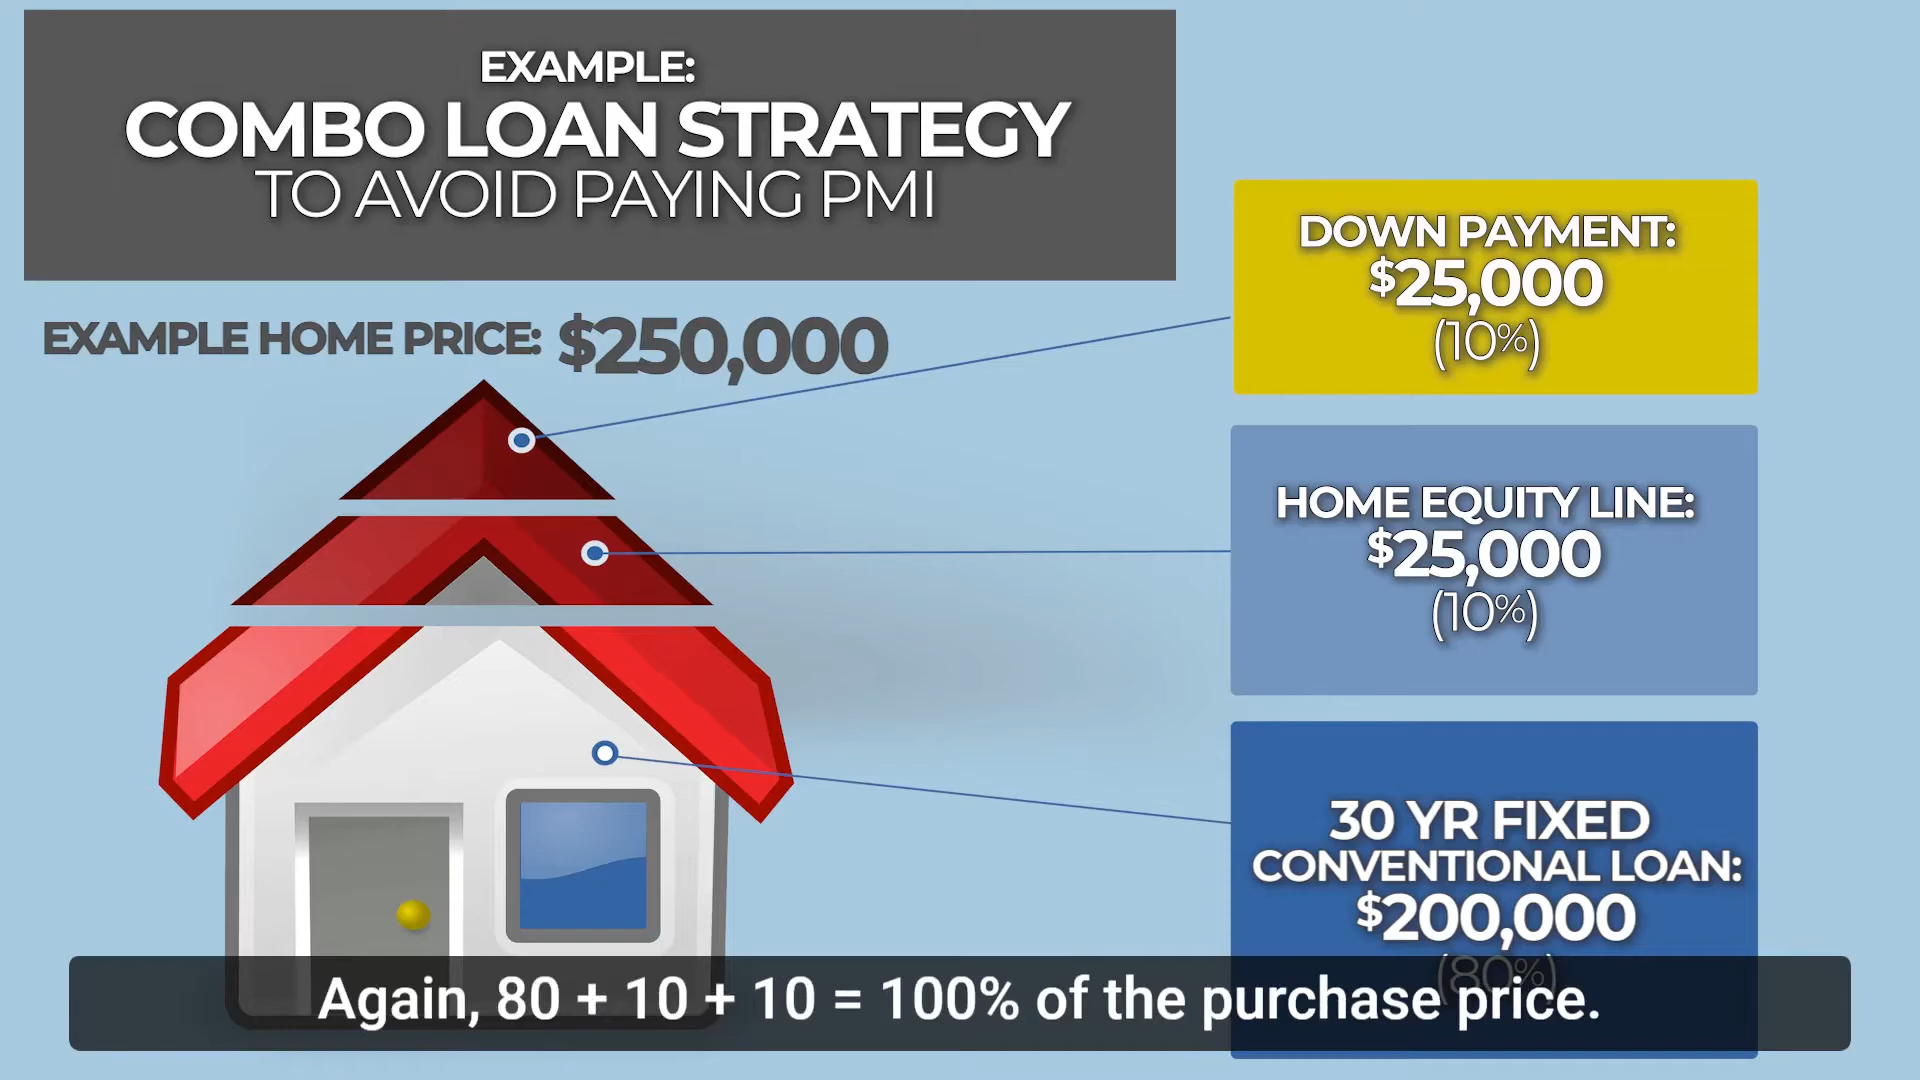 EXAMPLE:
COMBO LOAN STRATEGY
TO AVOID PAYING PMI
EXAMPLE HOME PRICE: $250,000
DOWN PAYMENT:
$25,000
(10%)
HOME EQUITY LINE:
$25,000
(10%)
30 YR FIXED
CONVENTIONAL LOAN:
$200,000
(80%)
Again, 80 + 10 + 10 = 100% of the purchase price.